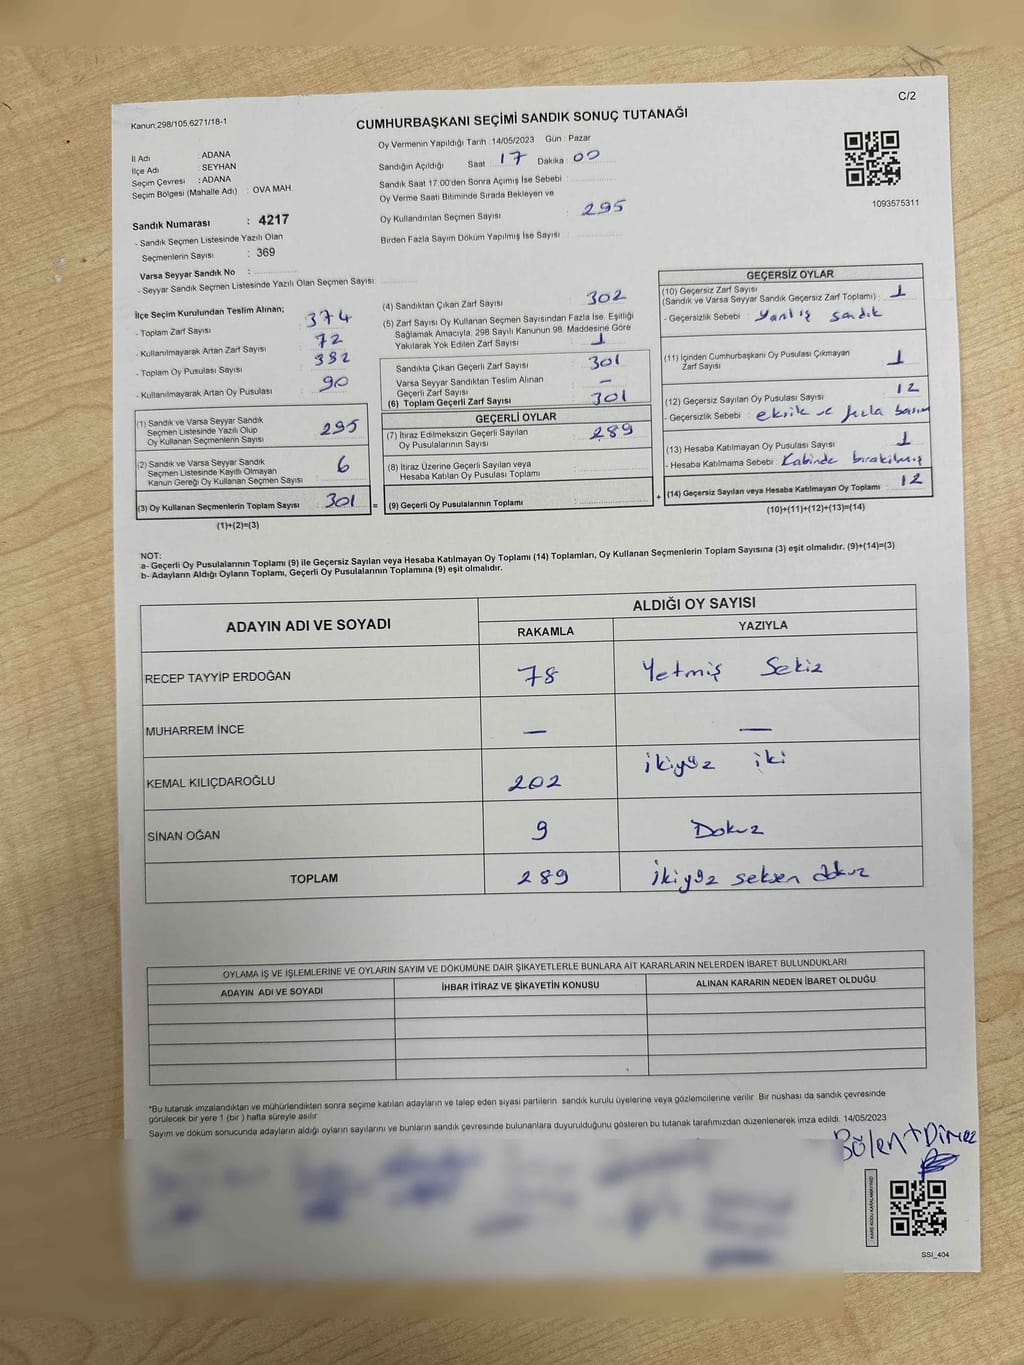 C/2
Kanun;298/105,6271/18-1
CUMHURBAŞKANI SEÇİMİ SANDIK SONUÇ TUTANAĞI
İl Adı : ADANA
İlçe Adı : SEYHAN
Seçim Çevresi : ADANA
Seçim Bölgesi (Mahalle Adı) : OVA MAH.
Sandık Numarası : 4217
- Sandık Seçmen Listesinde Yazılı Olan
Seçmenlerin Sayısı : 369
Varsa Seyyar Sandık No :
- Seyyar Sandık Seçmen Listesinde Yazılı Olan Seçmen Sayısı:
Oy Vermenin Yapıldığı Tarih :14/05/2023 Gün : Pazar
Sandığın Açıldığı Saat : 17 Dakika : 00
Sandık Saat 17:00'den Sonra Açımış İse Sebebi :
Oy Verme Saati Bitiminde Sırada Bekleyen ve
Oy Kullandırılan Seçmen Sayısı : 295
Birden Fazla Sayım Döküm Yapılmış İse Sayısı :
1093575311
İlçe Seçim Kurulundan Teslim Alınan;
- Toplam Zarf Sayısı : 374
- Kullanılmayarak Artan Zarf Sayısı : 72
- Toplam Oy Pusulası Sayısı : 382
- Kullanılmayarak Artan Oy Pusulası : 90
(1) Sandık ve Varsa Seyyar Sandık
Seçmen Listesinde Yazılı Olup
Oy Kullanan Seçmenlerin Sayısı : 295
(2) Sandık ve Varsa Seyyar Sandık
Seçmen Listesinde Kayıtlı Olmayan
Kanun Gereği Oy Kullanan Seçmen Sayısı : 6
(3) Oy Kullanan Seçmenlerin Toplam Sayısı : 301 =
(1)+(2)=(3)
(4) Sandıktan Çıkan Zarf Sayısı : 302
(5) Zarf Sayısı Oy Kullanan Seçmen Sayısından Fazla İse, Eşitliği
Sağlamak Amacıyla, 298 Sayılı Kanunun 98. Maddesine Göre
Yakılarak Yok Edilen Zarf Sayısı : 1
Sandıkta Çıkan Geçerli Zarf Sayısı : 301
Varsa Seyyar Sandıktan Teslim Alınan
Geçerli Zarf Sayısı : —
(6) Toplam Geçerli Zarf Sayısı : 301
GEÇERLİ OYLAR
(7) İtiraz Edilmeksizin Geçerli Sayılan
Oy Pusulalarının Sayısı : 289
(8) İtiraz Üzerine Geçerli Sayılan veya
Hesaba Katılan Oy Pusulası Toplamı :
(9) Geçerli Oy Pusulalarının Toplamı : +
GEÇERSİZ OYLAR
(10) Geçersiz Zarf Sayısı
(Sandık ve Varsa Seyyar Sandık Geçersiz Zarf Toplamı) : 1
- Geçersizlik Sebebi : Yanlış sandık
(11) İçinden Cumhurbaşkanı Oy Pusulası Çıkmayan
Zarf Sayısı : 1
(12) Geçersiz Sayılan Oy Pusulası Sayısı : 12
- Geçersizlik Sebebi : eksik ve fazla
(13) Hesaba Katılmayan Oy Pusulası Sayısı : 1
- Hesaba Katılmama Sebebi : Kabinde bırakılmış
(14) Geçersiz Sayılan veya Hesaba Katılmayan Oy Toplamı : 12
(10)+(11)+(12)+(13)=(14)
NOT:
a- Geçerli Oy Pusulalarının Toplamı (9) ile Geçersiz Sayılan veya Hesaba Katılmayan Oy Toplamı (14) Toplamları, Oy Kullanan Seçmenlerin Toplam Sayısına (3) eşit olmalıdır. (9)+(14)=(3)
b- Adayların Aldığı Oyların Toplamı, Geçerli Oy Pusulalarının Toplamına (9) eşit olmalıdır.
ADAYIN ADI VE SOYADI
ALDIĞI OY SAYISI
RAKAMLA YAZIYLA
RECEP TAYYİP ERDOĞAN 78 Yetmiş Sekiz
MUHARREM İNCE — —
KEMAL KILIÇDAROĞLU 202 ikiyüz iki
SİNAN OĞAN 9 Dokuz
TOPLAM 289 ikiyüz seksen dokuz
OYLAMA İŞ VE İŞLEMLERİNE VE OYLARIN SAYIM VE DÖKÜMÜNE DAİR ŞİKAYETLERLE BUNLARA AİT KARARLARIN NELERDEN İBARET BULUNDUKLARI
ADAYIN ADI VE SOYADI İHBAR İTİRAZ VE ŞİKAYETİN KONUSU ALINAN KARARIN NEDEN İBARET OLDUĞU
*Bu tutanak imzalandıktan ve mühürlendikten sonra seçime katılan adayların ve talep eden siyasi partilerin sandık kurulu üyelerine veya gözlemcilerine verilir. Bir nüshası da sandık çevresinde
görülecek bir yere 1 (bir) hafta süreyle asılır.
Sayım ve döküm sonucunda adayların aldığı oyların sayılarını ve bunların sandık çevresinde bulunanlara duyurulduğunu gösteren bu tutanak tarafımızdan düzenlenerek imza edildi. 14/05/2023
KARE KODU KARALAMAYINIZ!
SSI_404